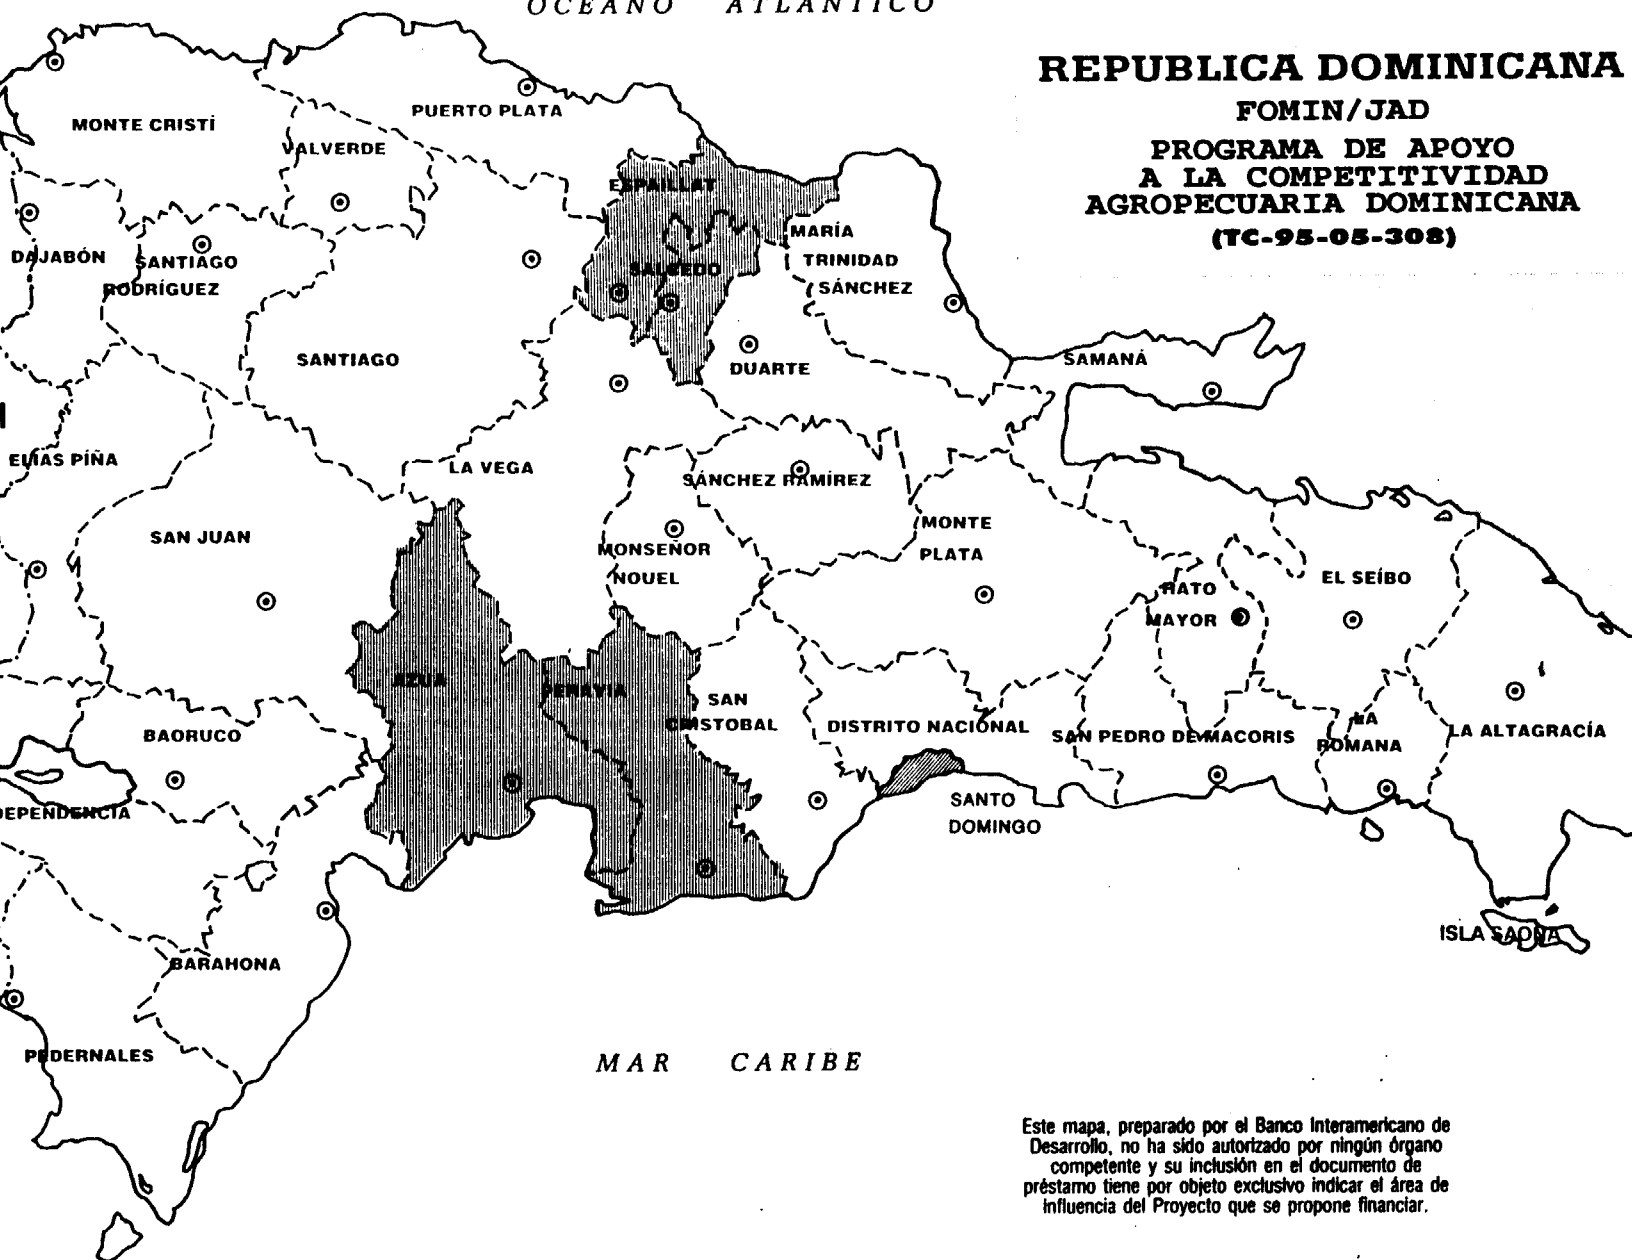 OCEANO ATLANTICO
REPUBLICA DOMINICANA
FOMIN/JAD
PROGRAMA DE APOYO
A LA COMPETITIVIDAD
AGROPECUARIA DOMINICANA
(TC-95-05-308)
PUERTO PLATA
MONTE CRISTÍ
VALVERDE
ESPAILLAT
MARÍA
TRINIDAD
SÁNCHEZ
DAJABÓN
SANTIAGO
RODRÍGUEZ
SALCEDO
SANTIAGO
DUARTE
SAMANÁ
ELÍAS PÍÑA
LA VEGA
SÁNCHEZ RAMÍREZ
SAN JUAN
MONSEÑOR
NOUEL
MONTE
PLATA
HATO
MAYOR
EL SEÍBO
AZUA
PERAVIA
SAN
CRISTOBAL
DISTRITO NACIONAL
SAN PEDRO DE MACORIS
LA
ROMANA
LA ALTAGRACÍA
BAORUCO
DEPENDENCIA
SANTO
DOMINGO
ISLA SAONA
BARAHONA
PEDERNALES
MAR CARIBE
Este mapa, preparado por el Banco Interamericano de
Desarrollo, no ha sido autorizado por ningún órgano
competente y su inclusión en el documento de
préstamo tiene por objeto exclusivo indicar el área de
influencia del Proyecto que se propone financiar.